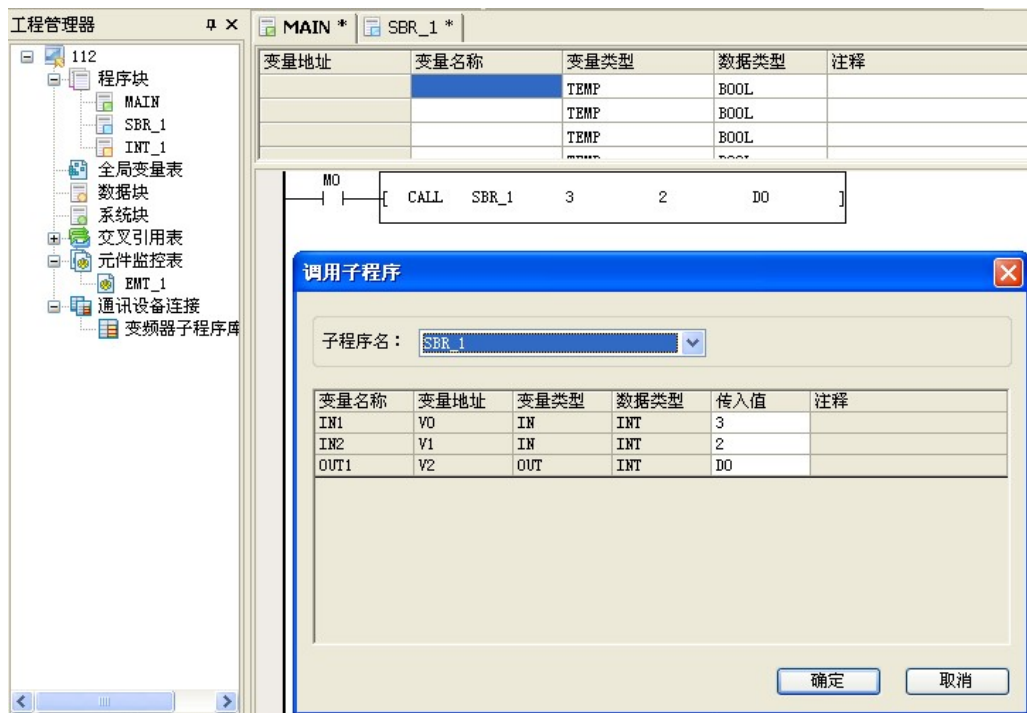 工程管理器
112
程序块
MAIN
SBR_1
INT_1
全局变量表
数据块
系统块
交叉引用表
元件监控表
EMT_1
通讯设备连接
变频器子程序库
MAIN * SBR_1 *
变量地址 变量名称 变量类型 数据类型 注释
TEMP BOOL
TEMP BOOL
TEMP BOOL
TEMP BOOL
M0
[ CALL SBR_1 3 2 D0 ]
调用子程序
子程序名： SBR_1
变量名称 变量地址 变量类型 数据类型 传入值 注释
IN1 V0 IN INT 3
IN2 V1 IN INT 2
OUT1 V2 OUT INT D0
确定 取消